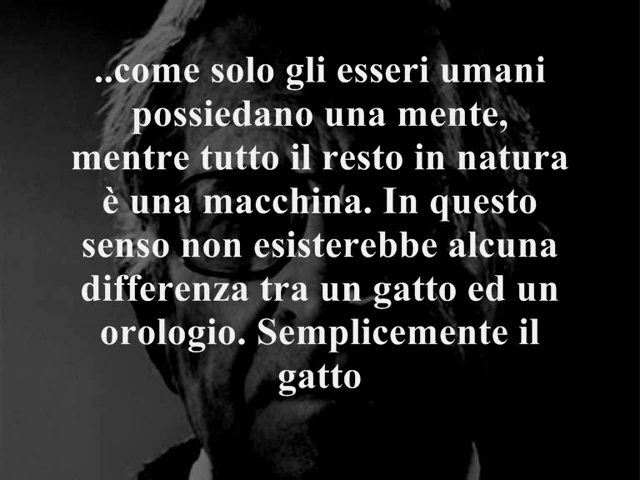 ..come solo gli esseri umani
possiedano una mente,
mentre tutto il resto in natura
è una macchina. In questo
senso non esisterebbe alcuna
differenza tra un gatto ed un
orologio. Semplicemente il
gatto